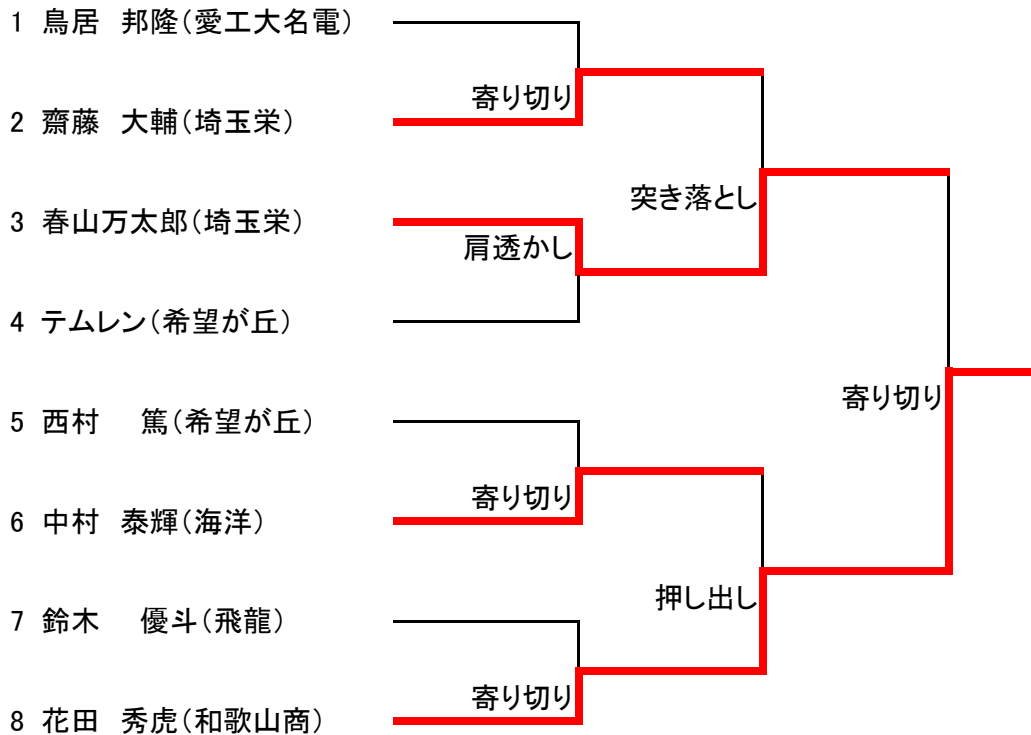 1 鳥居 邦隆(愛工大名電)
寄り切り
2 齋藤 大輔(埼玉栄)
突き落とし
3 春山万太郎(埼玉栄)
肩透かし
4 テムレン(希望が丘)
寄り切り
5 西村 篤(希望が丘)
寄り切り
6 中村 泰輝(海洋)
押し出し
7 鈴木 優斗(飛龍)
寄り切り
8 花田 秀虎(和歌山商)